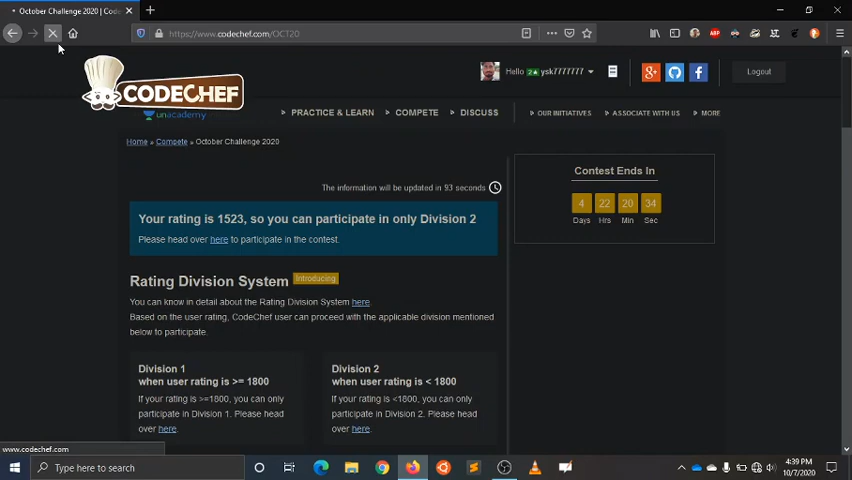 October Challenge 2020 | Code
https://www.codechef.com/OCT20
ABP
CODECHEF
unacademy
Hello 2★ ysk7777777
Logout
PRACTICE & LEARN
COMPETE
DISCUSS
OUR INITIATIVES
ASSOCIATE WITH US
MORE
Home » Compete » October Challenge 2020
The information will be updated in 93 seconds
Your rating is 1523, so you can participate in only Division 2
Please head over here to participate in the contest.
Contest Ends In
4 22 20 34
Days Hrs Min Sec
Rating Division System Introducing
You can know in detail about the Rating Division System here.
Based on the user rating, CodeChef user can proceed with the applicable division mentioned
below to participate.
Division 1
when user rating is >= 1800
If your rating is >=1800, you can only
participate in Division 1. Please head
over here.
Division 2
when user rating is < 1800
If your rating is <1800, you can only
participate in Division 2. Please head
over here.
www.codechef.com
Type here to search
4:39 PM
10/7/2020